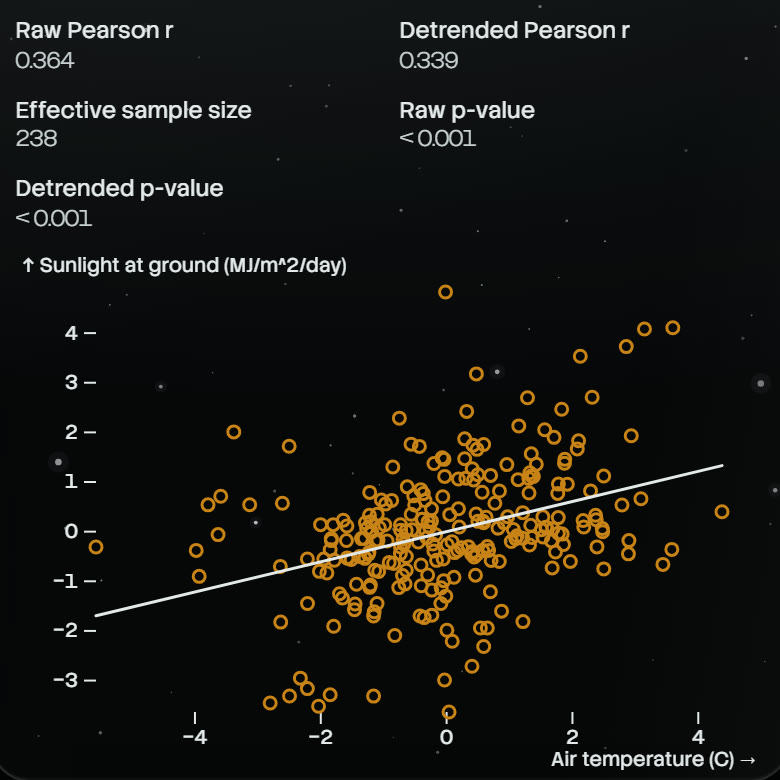 Raw Pearson r
Detrended Pearson r
0.364
0.339
Effective sample size
Raw p-value
238
< 0.001
Detrended p-value
< 0.001
↑ Sunlight at ground (MJ/m^2/day)
4
3
2
1
0
−1
−2
−3
−4
−2
0
2
4
Air temperature (C) →